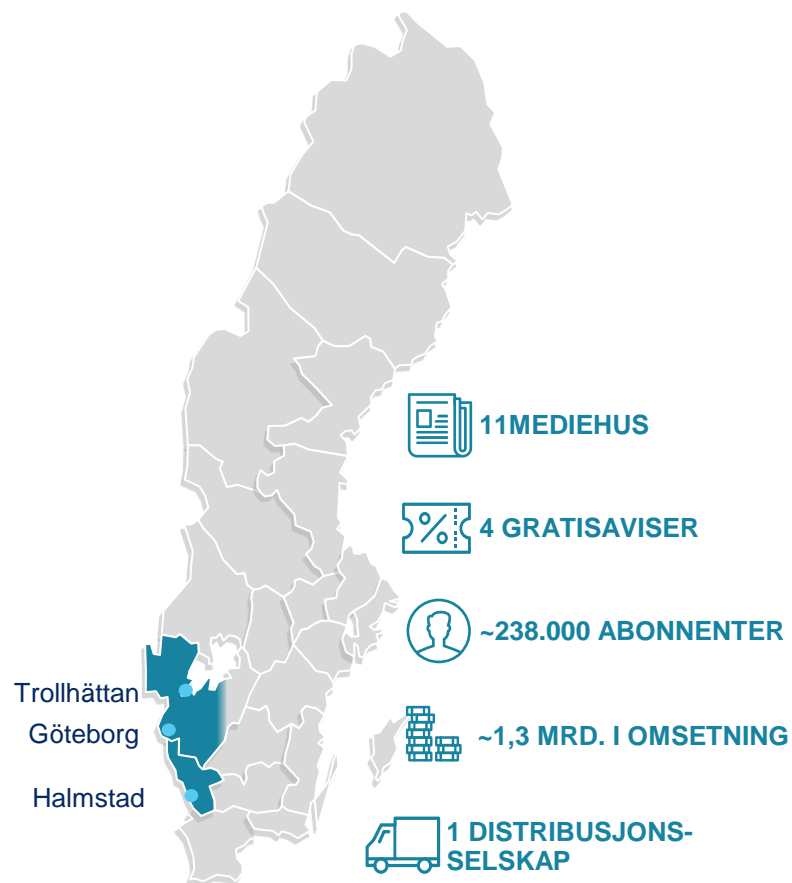 11MEDIEHUS
4 GRATISAVISER
~238.000 ABONNENTER
Trollhättan
Göteborg
~1,3 MRD. I OMSETNING
Halmstad
1 DISTRIBUSJONS-
SELSKAP